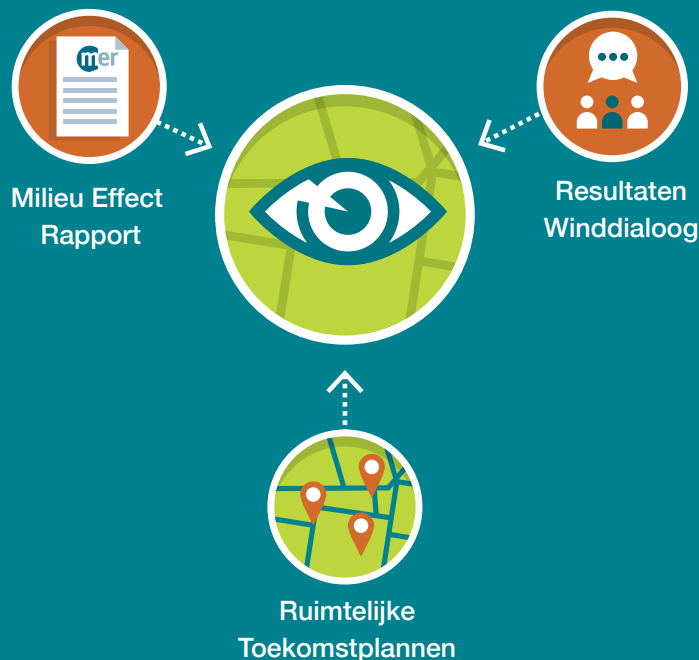 mer
Milieu Effect
Rapport
Resultaten
Winddialoog
Ruimtelijke
Toekomstplannen